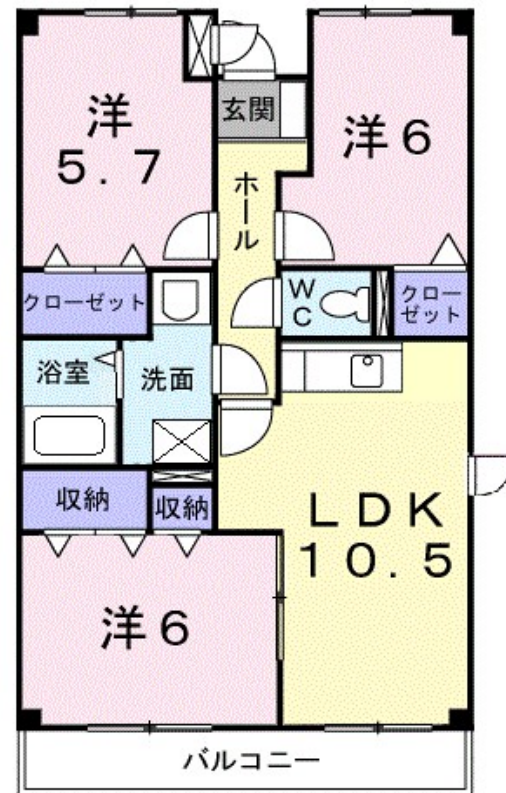 洋
5.7
玄関
洋6
ホール
クローゼット
WC
クロー
ゼット
浴室
洗面
収納
収納
LDK
10.5
洋6
バルコニー